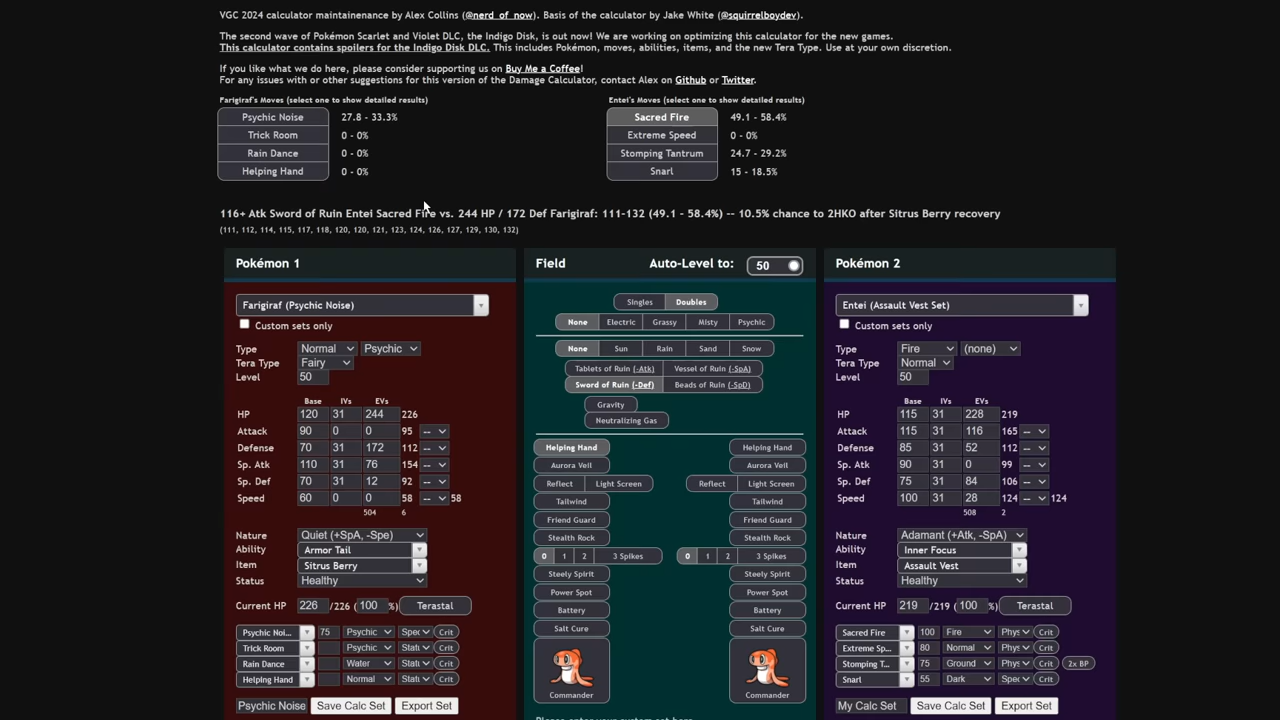 VGC 2024 calculator maintainenance by Alex Collins (@nerd_of_now). Basis of the calculator by Jake White (@squirrelboydev).
The second wave of Pokémon Scarlet and Violet DLC, the Indigo Disk, is out now! We are working on optimizing this calculator for the new games.
This calculator contains spoilers for the Indigo Disk DLC. This includes Pokémon, moves, abilities, items, and the new Tera Type. Use at your own discretion.
If you like what we do here, please consider supporting us on Buy Me a Coffee!
For any issues with or other suggestions for this version of the Damage Calculator, contact Alex on Github or Twitter.
Farigiraf's Moves (select one to show detailed results)
Psychic Noise 27.8 - 33.3%
Trick Room 0 - 0%
Rain Dance 0 - 0%
Helping Hand 0 - 0%
Entei's Moves (select one to show detailed results)
Sacred Fire 49.1 - 58.4%
Extreme Speed 0 - 0%
Stomping Tantrum 24.7 - 29.2%
Snarl 15 - 18.5%
116+ Atk Sword of Ruin Entei Sacred Fire vs. 244 HP / 172 Def Farigiraf: 111-132 (49.1 - 58.4%) -- 10.5% chance to 2HKO after Sitrus Berry recovery
(111, 112, 114, 115, 117, 118, 120, 120, 121, 123, 124, 126, 127, 129, 130, 132)
Pokémon 1
Farigiraf (Psychic Noise)
Custom sets only
Type Normal Psychic
Tera Type Fairy
Level 50
Base IVs EVs
HP 120 31 244 226
Attack 90 0 0 95 --
Defense 70 31 172 112 --
Sp. Atk 110 31 76 154 --
Sp. Def 70 31 12 92 --
Speed 60 0 0 58 -- 58
504 6
Nature Quiet (+SpA, -Spe)
Ability Armor Tail
Item Sitrus Berry
Status Healthy
Current HP 226 /226 (100 %) Terastal
Psychic Noi... 75 Psychic Spec Crit
Trick Room Psychic Stat Crit
Rain Dance Water Stat Crit
Helping Hand Normal Stat Crit
Psychic Noise Save Calc Set Export Set
Field Auto-Level to: 50
Singles Doubles
None Electric Grassy Misty Psychic
None Sun Rain Sand Snow
Tablets of Ruin (-Atk) Vessel of Ruin (-SpA)
Sword of Ruin (-Def) Beads of Ruin (-SpD)
Gravity
Neutralizing Gas
Helping Hand Helping Hand
Aurora Veil Aurora Veil
Reflect Light Screen Reflect Light Screen
Tailwind Tailwind
Friend Guard Friend Guard
Stealth Rock Stealth Rock
0 1 2 3 Spikes 0 1 2 3 Spikes
Steely Spirit Steely Spirit
Power Spot Power Spot
Battery Battery
Salt Cure Salt Cure
Commander Commander
Pokémon 2
Entei (Assault Vest Set)
Custom sets only
Type Fire (none)
Tera Type Normal
Level 50
Base IVs EVs
HP 115 31 228 219
Attack 115 31 116 165 --
Defense 85 31 52 112 --
Sp. Atk 90 31 0 99 --
Sp. Def 75 31 84 106 --
Speed 100 31 28 124 -- 124
508 2
Nature Adamant (+Atk, -SpA)
Ability Inner Focus
Item Assault Vest
Status Healthy
Current HP 219 /219 (100 %) Terastal
Sacred Fire 100 Fire Phys Crit
Extreme Sp... 80 Normal Phys Crit
Stomping T... 75 Ground Phys Crit 2x BP
Snarl 55 Dark Spec Crit
My Calc Set Save Calc Set Export Set